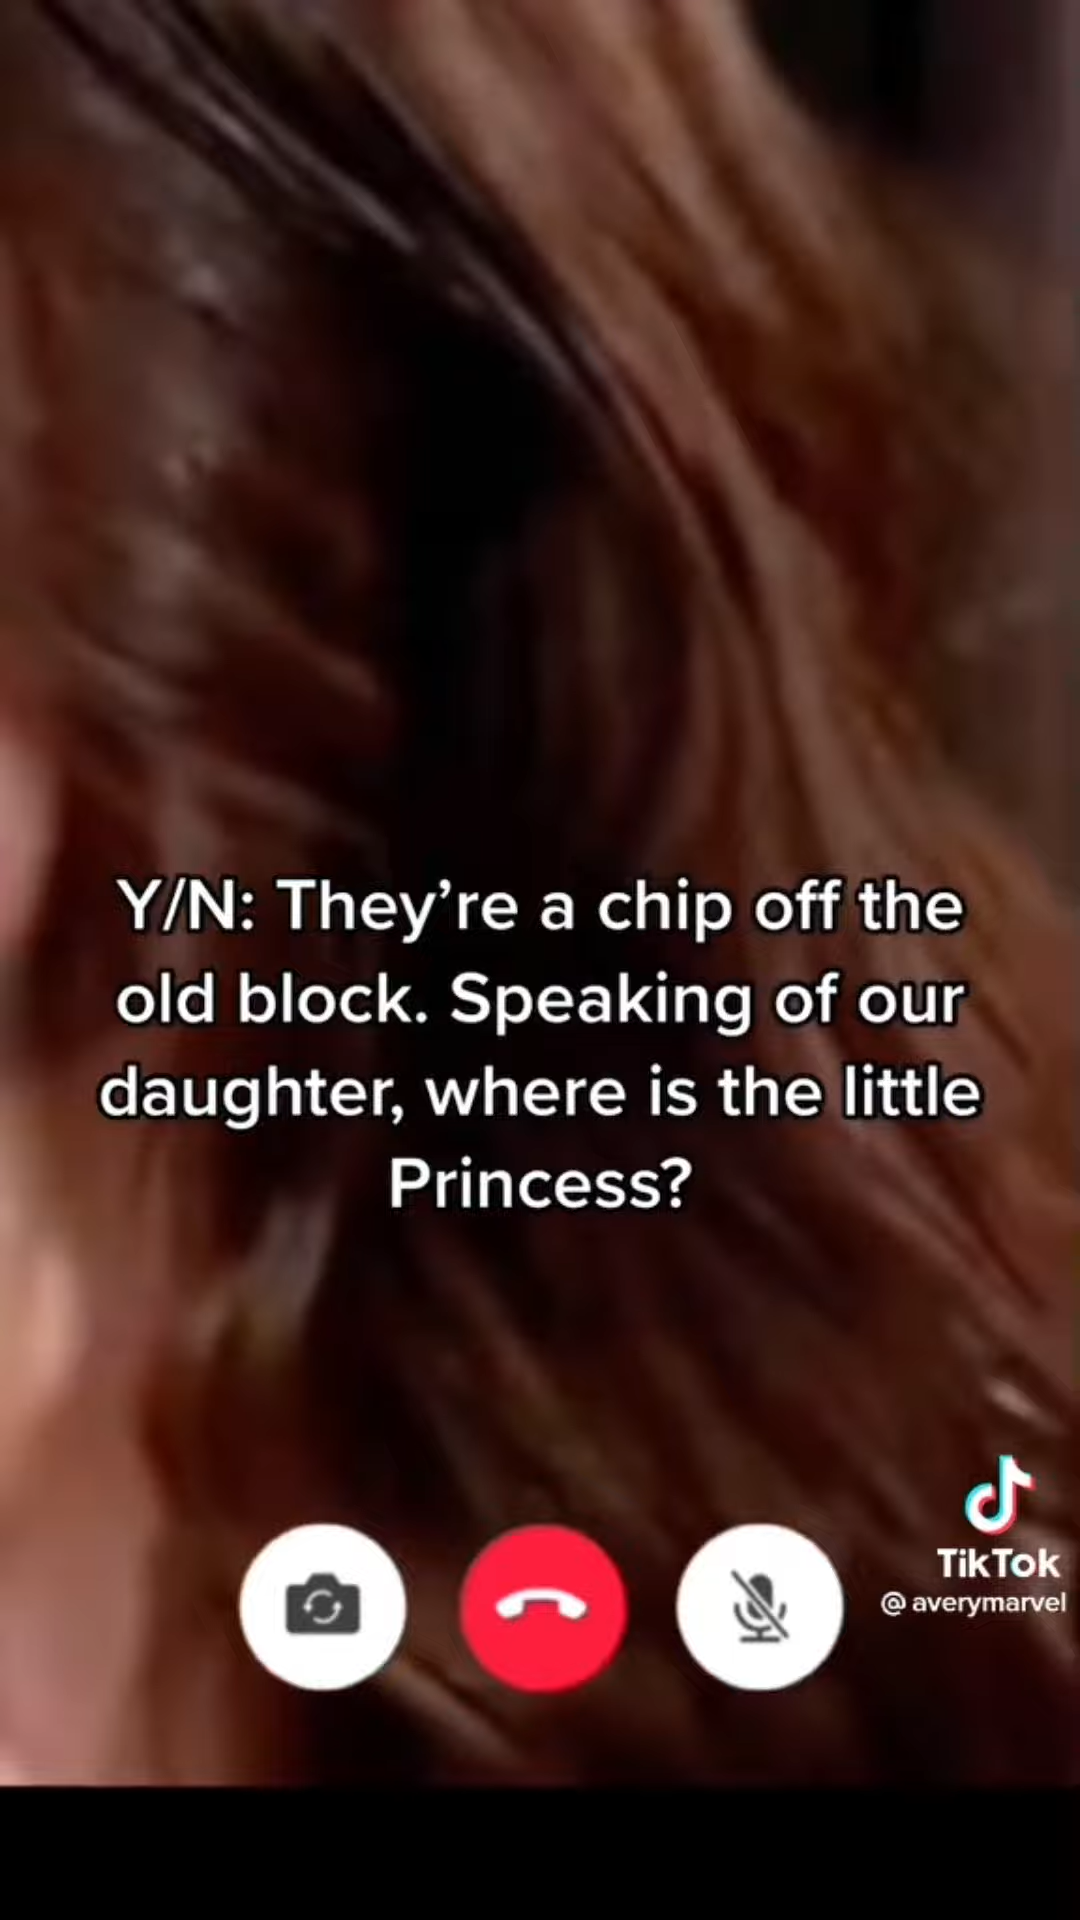 Y/N: They’re a chip off the
old block. Speaking of our
daughter, where is the little
Princess?
TikTok
@averymarvel